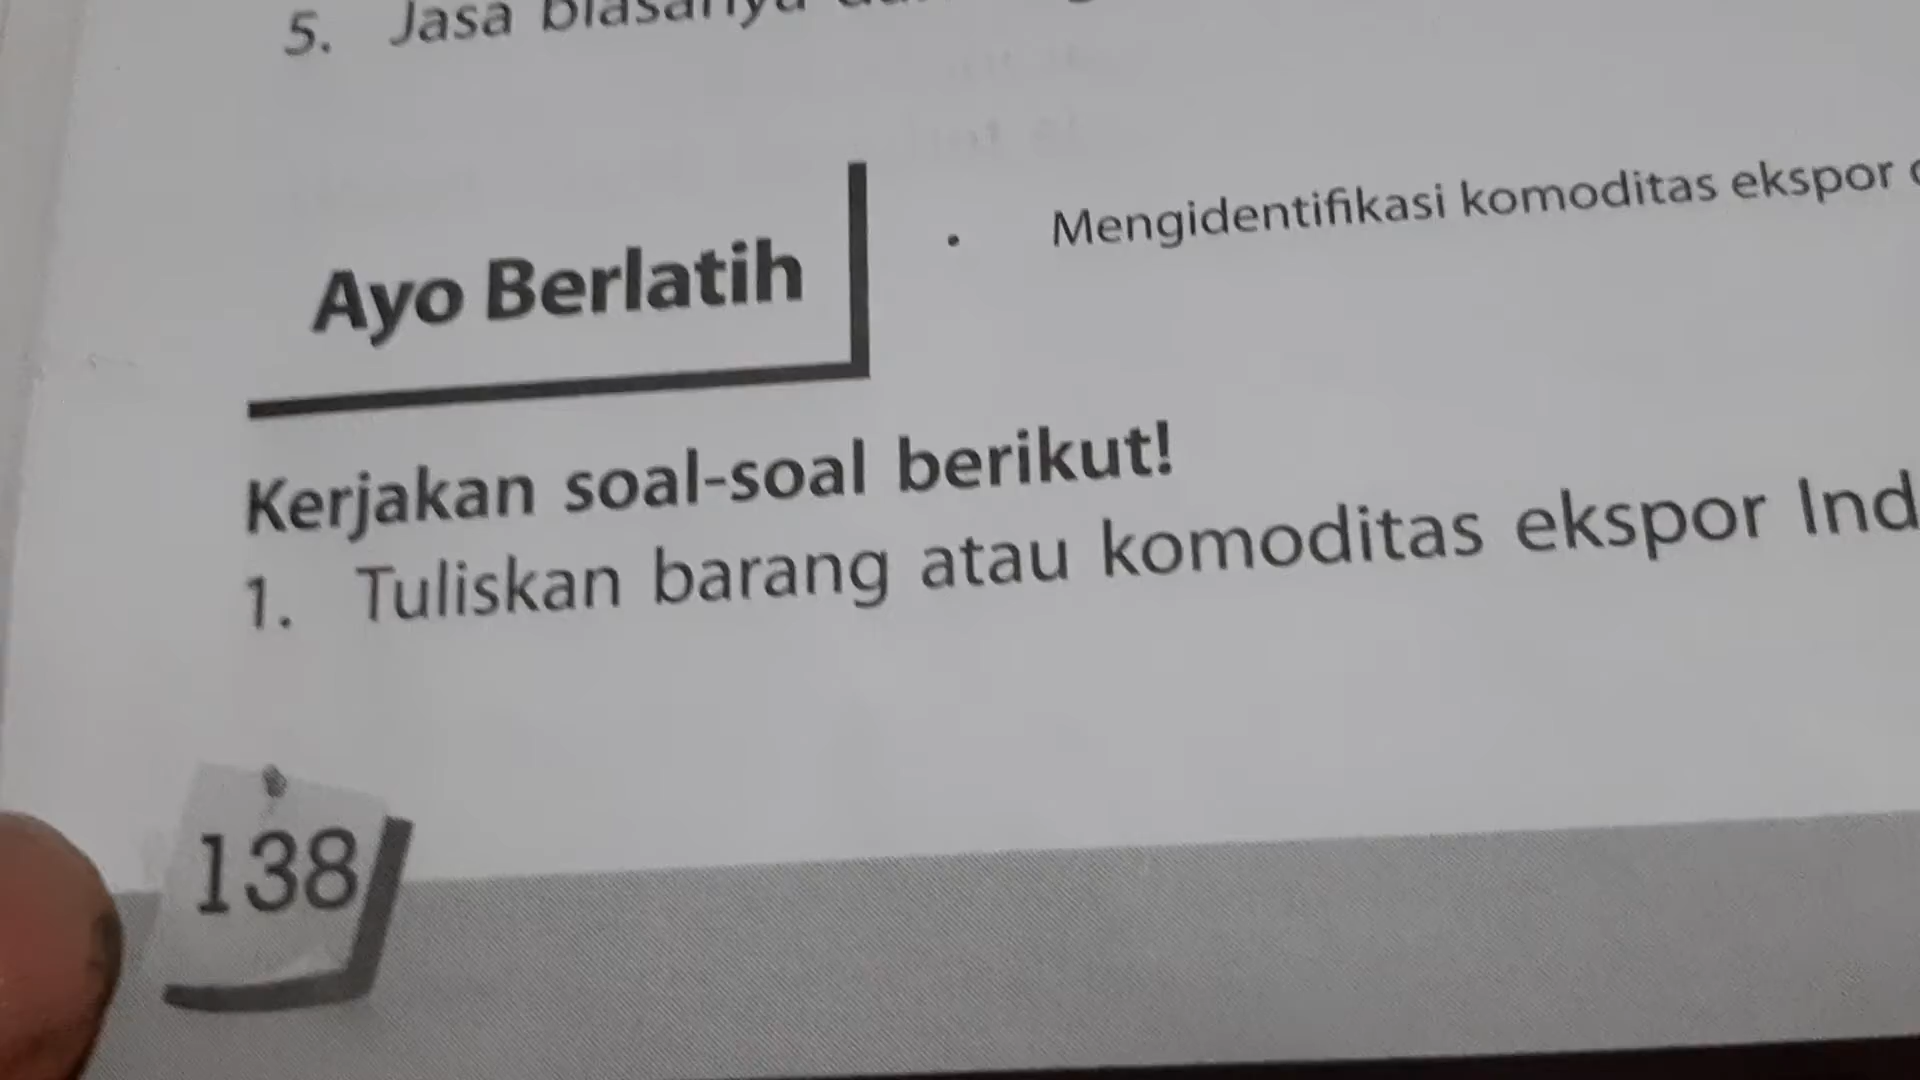 5. Jasa biasanya
Ayo Berlatih
• Mengidentifikasi komoditas ekspor
Kerjakan soal-soal berikut!
1. Tuliskan barang atau komoditas ekspor Ind
138